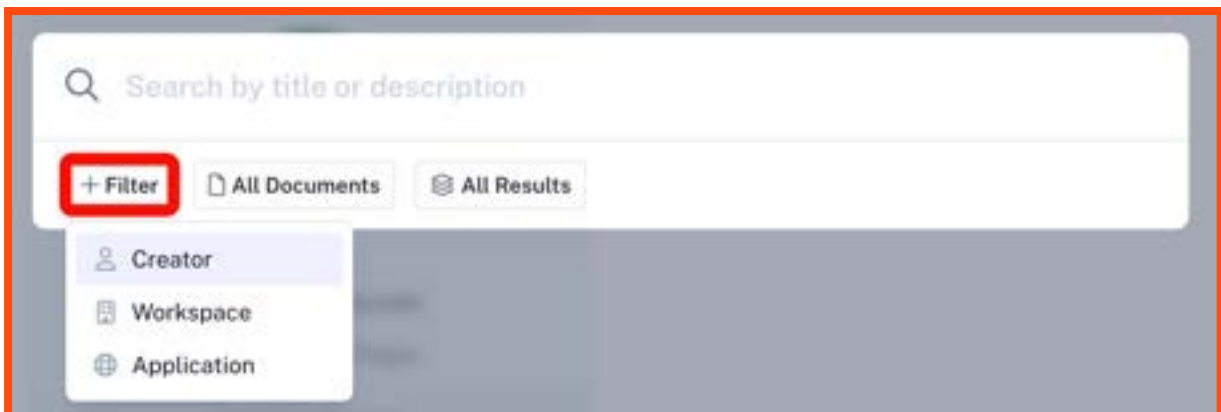 Search by title or description
+ Filter All Documents All Results
Creator
Workspace
Application